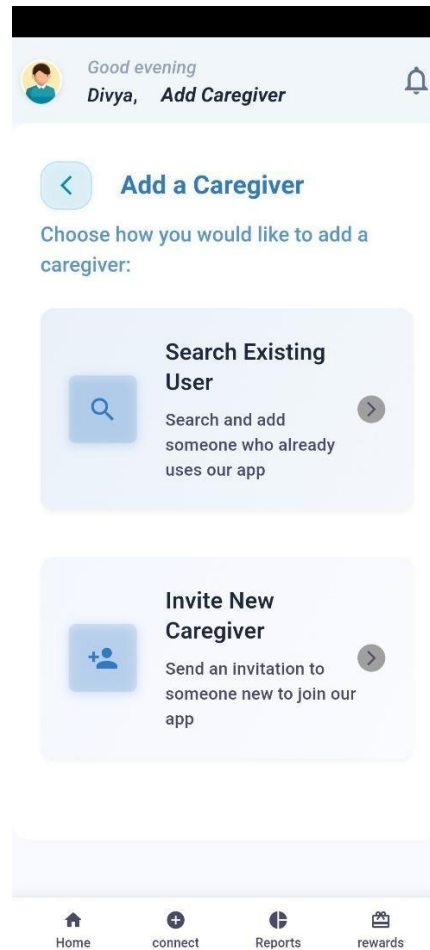 Good evening
Divya, Add Caregiver
Add a Caregiver
Choose how you would like to add a
caregiver:
Search Existing
User
Search and add
someone who already
uses our app
Invite New
Caregiver
Send an invitation to
someone new to join our
app
Home connect Reports rewards